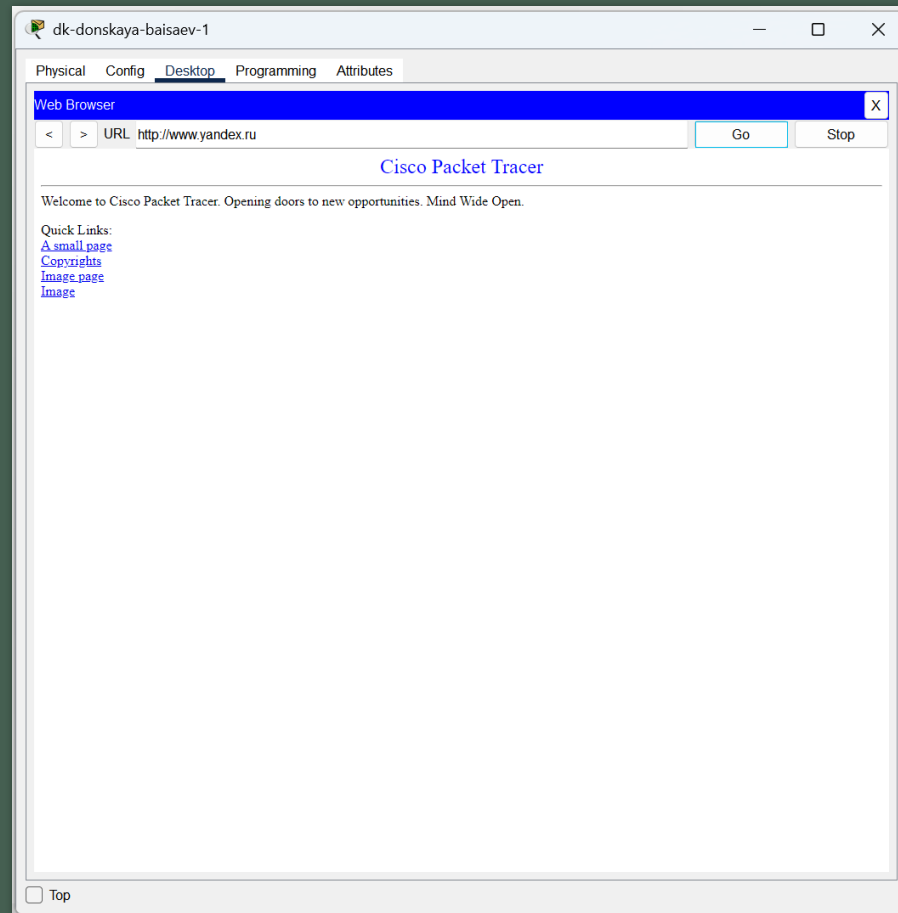 dk-donskaya-baisaev-1
Physical Config Desktop Programming Attributes
Web Browser X
< > URL http://www.yandex.ru Go Stop
Cisco Packet Tracer
Welcome to Cisco Packet Tracer. Opening doors to new opportunities. Mind Wide Open.
Quick Links:
A small page
Copyrights
Image page
Image
Top